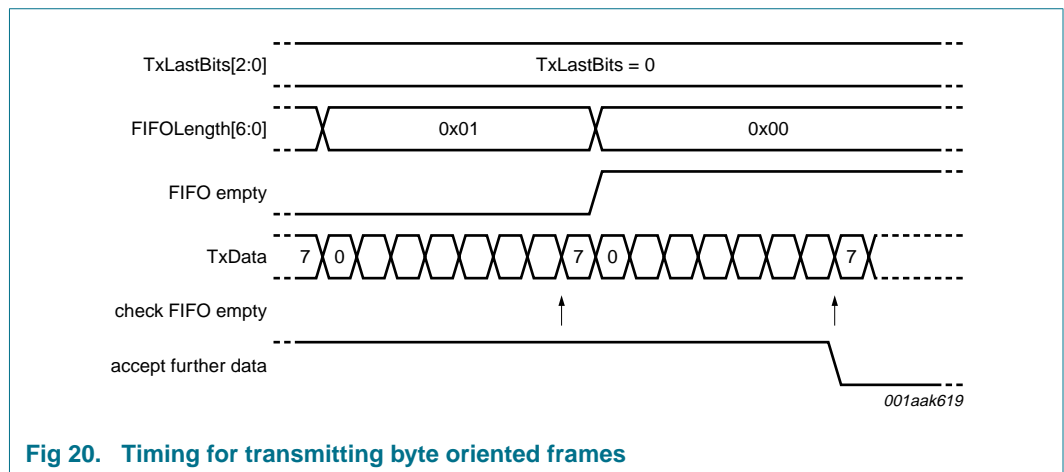 TxLastBits[2:0] TxLastBits = 0
FIFOLength[6:0] 0x01 0x00
FIFO empty
TxData 7 0 7 0 7
check FIFO empty
accept further data
001aak619
Fig 20. Timing for transmitting byte oriented frames